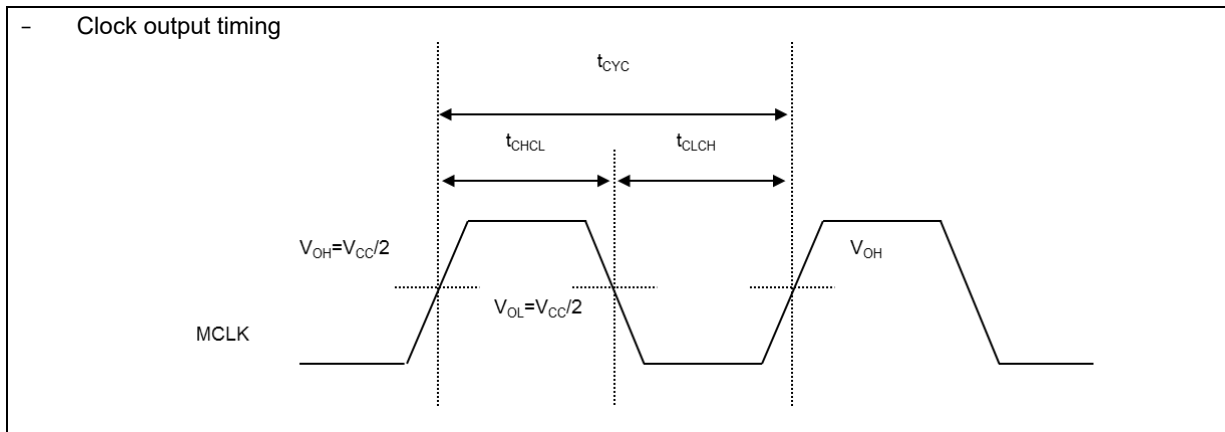 – Clock output timing
tCYC
tCHCL tCLCH
VOH=VCC/2 VOH
VOL=VCC/2
MCLK